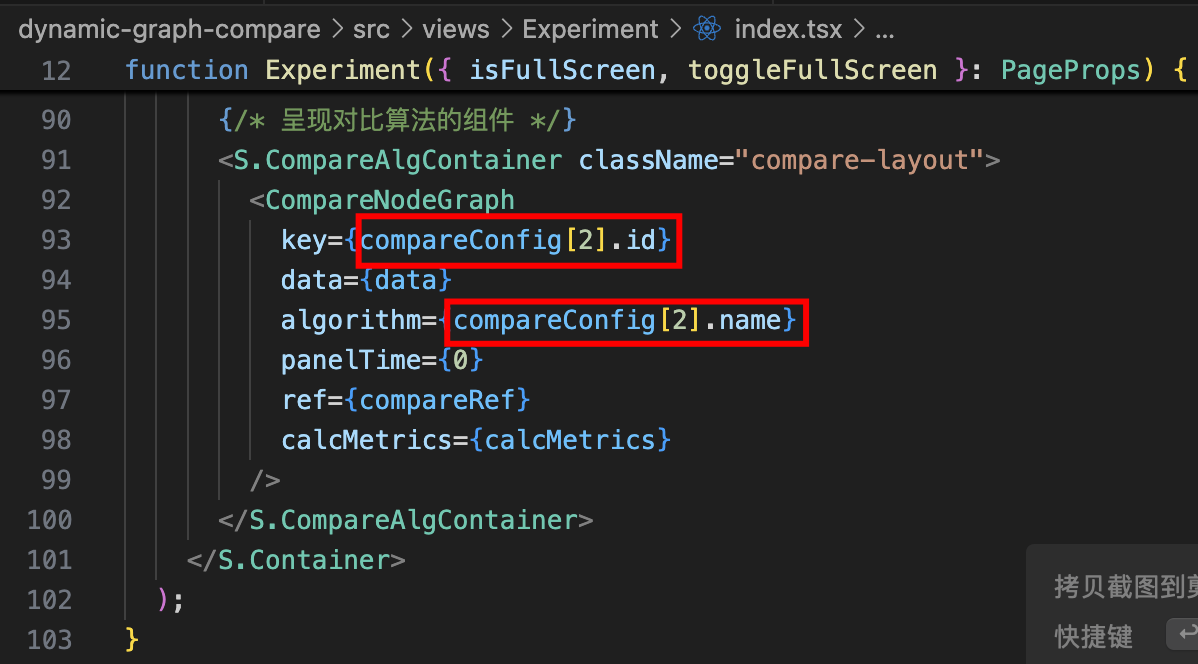 dynamic-graph-compare > src > views > Experiment > index.tsx > ...
12 function Experiment({ isFullScreen, toggleFullScreen }: PageProps) {
90 {/* 呈现对比算法的组件 */}
91 <S.CompareAlgContainer className="compare-layout">
92 <CompareNodeGraph
93 key={compareConfig[2].id}
94 data={data}
95 algorithm={compareConfig[2].name}
96 panelTime={0}
97 ref={compareRef}
98 calcMetrics={calcMetrics}
99 />
100 </S.CompareAlgContainer>
101 </S.Container>
102 );
103 }
拷贝截图到剪
快捷键